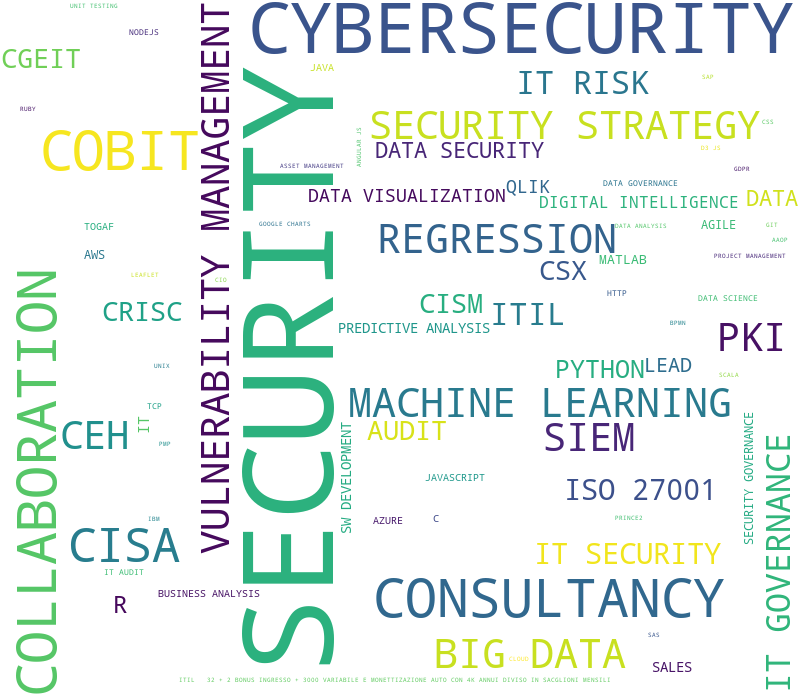 UNIT TESTING
CYBERSECURITY
NODEJS
CGEIT
JAVA
IT RISK
SAP
RUBY
COBIT
VULNERABILITY MANAGEMENT
SECURITY
ANGULAR JS
SECURITY STRATEGY
CSS
D3 JS
DATA SECURITY
ASSET MANAGEMENT
GDPR
DATA VISUALIZATION
QLIK
DATA GOVERNANCE
DIGITAL INTELLIGENCE
DATA
TOGAF
GOOGLE CHARTS
REGRESSION
DATA ANALYSIS
AGILE
GIT
AAOP
AWS
LEAFLET
CIO
CSX
MATLAB
PROJECT MANAGEMENT
COLLABORATION
CRISC
CISM
ITIL
HTTP
DATA SCIENCE
PREDICTIVE ANALYSIS
BPMN
PKI
UNIX
PYTHON
LEAD
SCALA
TCP
MACHINE LEARNING
CEH
IT
PMP
AUDIT
SIEM
SW DEVELOPMENT
SECURITY GOVERNANCE
IT GOVERNANCE
JAVASCRIPT
ISO 27001
IBM
AZURE
C
PRINCE2
CISA
IT SECURITY
IT AUDIT
R
BUSINESS ANALYSIS
CONSULTANCY
SAS
BIG DATA
CLOUD
SALES
ITIL 32 + 2 BONUS INGRESSO + 3000 VARIABILE E MONETTIZAZIONE AUTO CON 4K ANNUI DIVISO IN SACGLIONI MENSILI